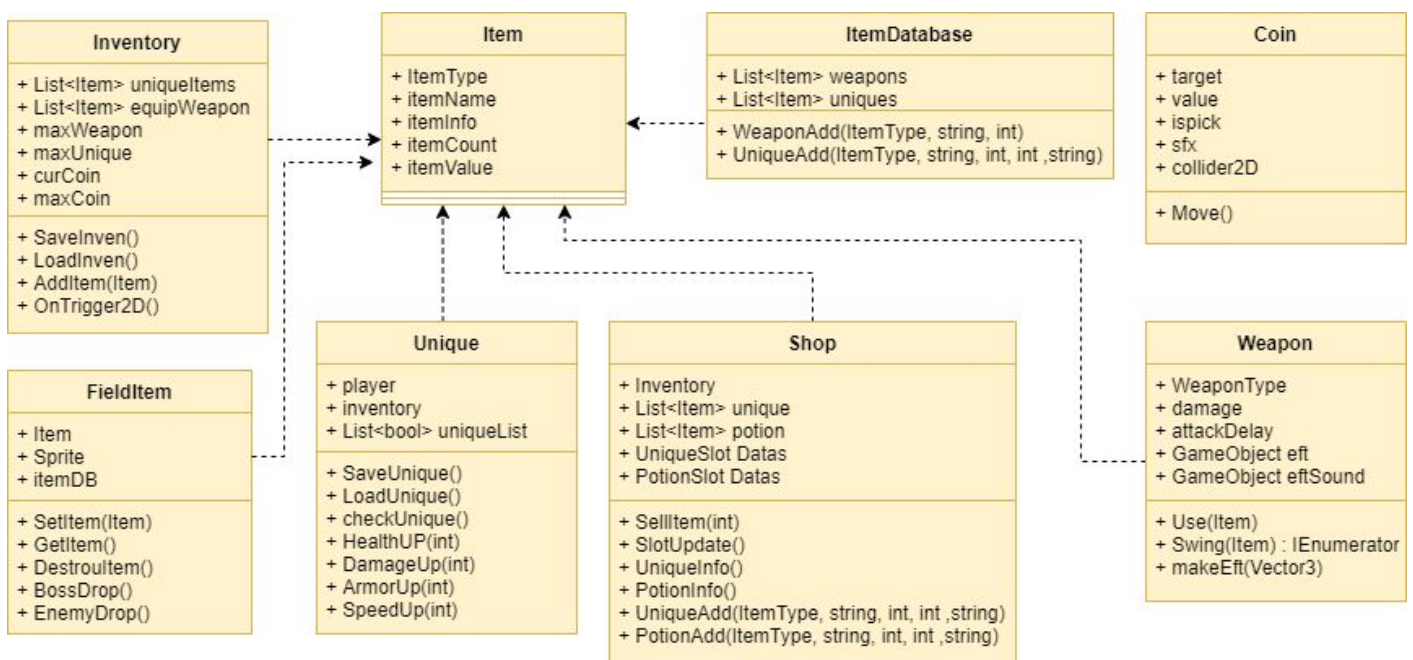 Inventory
+ List<Item> uniqueItems
+ List<Item> equipWeapon
+ maxWeapon
+ maxUnique
+ curCoin
+ maxCoin
+ SaveInven()
+ LoadInven()
+ AddItem(Item)
+ OnTrigger2D()
Item
+ ItemType
+ itemName
+ itemInfo
+ itemCount
+ itemValue
ItemDatabase
+ List<Item> weapons
+ List<Item> uniques
+ WeaponAdd(ItemType, string, int)
+ UniqueAdd(ItemType, string, int, int ,string)
Coin
+ target
+ value
+ ispick
+ sfx
+ collider2D
+ Move()
FieldItem
+ Item
+ Sprite
+ itemDB
+ SetItem(Item)
+ GetItem()
+ DestrouItem()
+ BossDrop()
+ EnemyDrop()
Unique
+ player
+ inventory
+ List<bool> uniqueList
+ SaveUnique()
+ LoadUnique()
+ checkUnique()
+ HealthUP(int)
+ DamageUp(int)
+ ArmorUp(int)
+ SpeedUp(int)
Shop
+ Inventory
+ List<Item> unique
+ List<Item> potion
+ UniqueSlot Datas
+ PotionSlot Datas
+ SellItem(int)
+ SlotUpdate()
+ UniqueInfo()
+ PotionInfo()
+ UniqueAdd(ItemType, string, int, int ,string)
+ PotionAdd(ItemType, string, int, int ,string)
Weapon
+ WeaponType
+ damage
+ attackDelay
+ GameObject eft
+ GameObject eftSound
+ Use(Item)
+ Swing(Item) : IEnumerator
+ makeEft(Vector3)